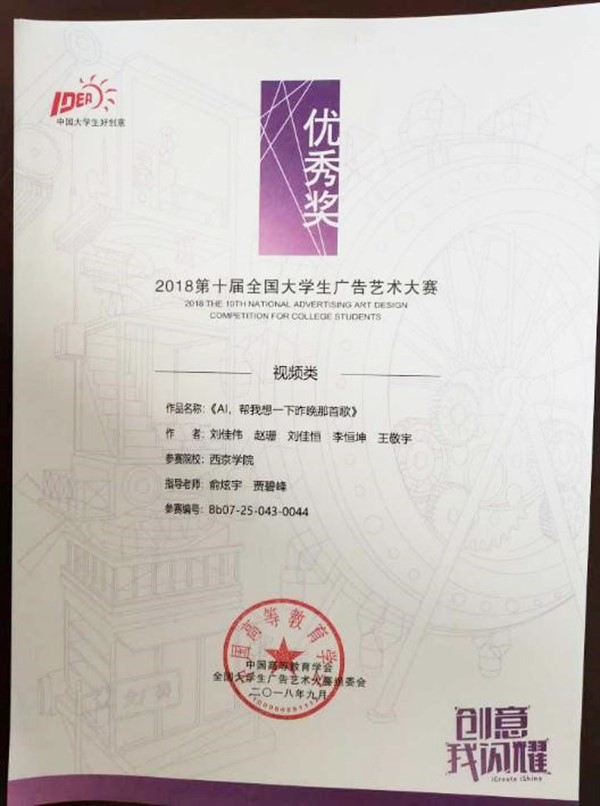 IDEA
中国大学生好创意
优秀奖
2018第十届全国大学生广告艺术大赛
2018 THE 10TH NATIONAL ADVERTISING ART DESIGN
COMPETITION FOR COLLEGE STUDENTS
视频类
作品名称：《AI，帮我想一下昨晚那首歌》
作 者：刘佳伟 赵珊 刘佳恒 李恒坤 王敬宇
参赛院校：西京学院
指导老师：俞炫宇 贾碧峰
参赛编号：8b07-25-043-0044
国高等教育学
中国高等教育学会
全国大学生广告艺术大赛组委会
二〇一八年九月
创意
我闪耀
iCreate iShine